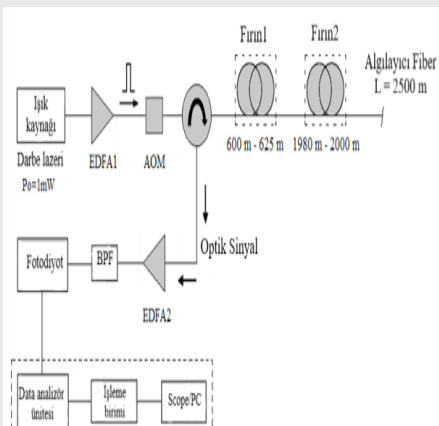 Fırın1
Fırın2
Algılayıcı Fiber
L = 2500 m
Işık
kaynağı
Darbe lazeri
Po=1mW
EDFA1
AOM
600 m - 625 m
1980 m - 2000 m
Optik Sinyal
Fotodiyot
BPF
EDFA2
Data analizör
ünitesi
İşleme
birimi
Scope/PC